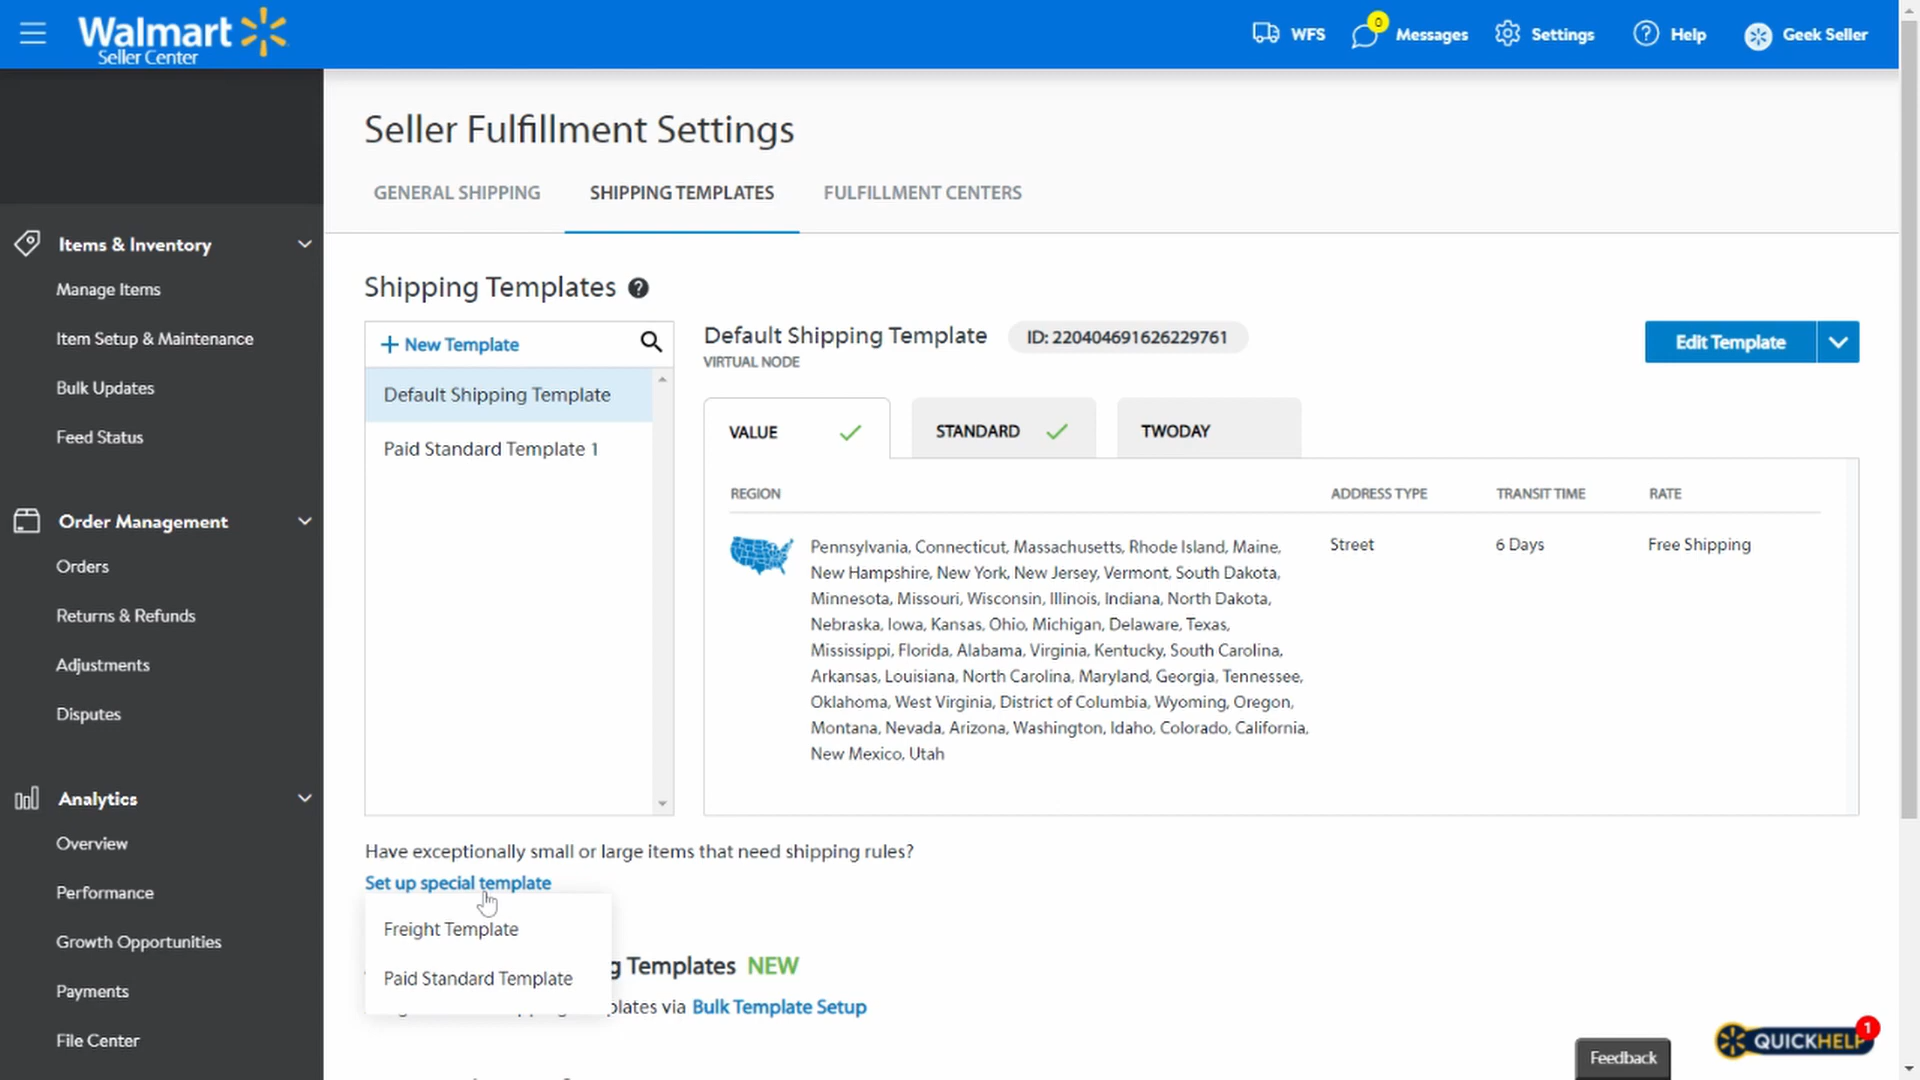 Walmart
Seller Center
WFS
0
Messages
Settings
Help
Geek Seller
Items & Inventory
Manage Items
Item Setup & Maintenance
Bulk Updates
Feed Status
Order Management
Orders
Returns & Refunds
Adjustments
Disputes
Analytics
Overview
Performance
Growth Opportunities
Payments
File Center
Seller Fulfillment Settings
GENERAL SHIPPING
SHIPPING TEMPLATES
FULFILLMENT CENTERS
Shipping Templates ?
+ New Template
Default Shipping Template
Paid Standard Template 1
Default Shipping Template
ID: 220404691626229761
VIRTUAL NODE
Edit Template
VALUE
STANDARD
TWODAY
REGION
ADDRESS TYPE
TRANSIT TIME
RATE
Pennsylvania, Connecticut, Massachusetts, Rhode Island, Maine,
New Hampshire, New York, New Jersey, Vermont, South Dakota,
Minnesota, Missouri, Wisconsin, Illinois, Indiana, North Dakota,
Nebraska, Iowa, Kansas, Ohio, Michigan, Delaware, Texas,
Mississippi, Florida, Alabama, Virginia, Kentucky, South Carolina,
Arkansas, Louisiana, North Carolina, Maryland, Georgia, Tennessee,
Oklahoma, West Virginia, District of Columbia, Wyoming, Oregon,
Montana, Nevada, Arizona, Washington, Idaho, Colorado, California,
New Mexico, Utah
Street
6 Days
Free Shipping
Have exceptionally small or large items that need shipping rules?
Set up special template
Freight Template
Paid Standard Template
g Templates NEW
plates via Bulk Template Setup
Feedback
QUICKHELP
1